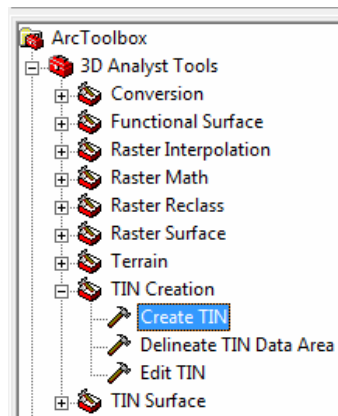 ArcToolbox
3D Analyst Tools
Conversion
Functional Surface
Raster Interpolation
Raster Math
Raster Reclass
Raster Surface
Terrain
TIN Creation
Create TIN
Delineate TIN Data Area
Edit TIN
TIN Surface